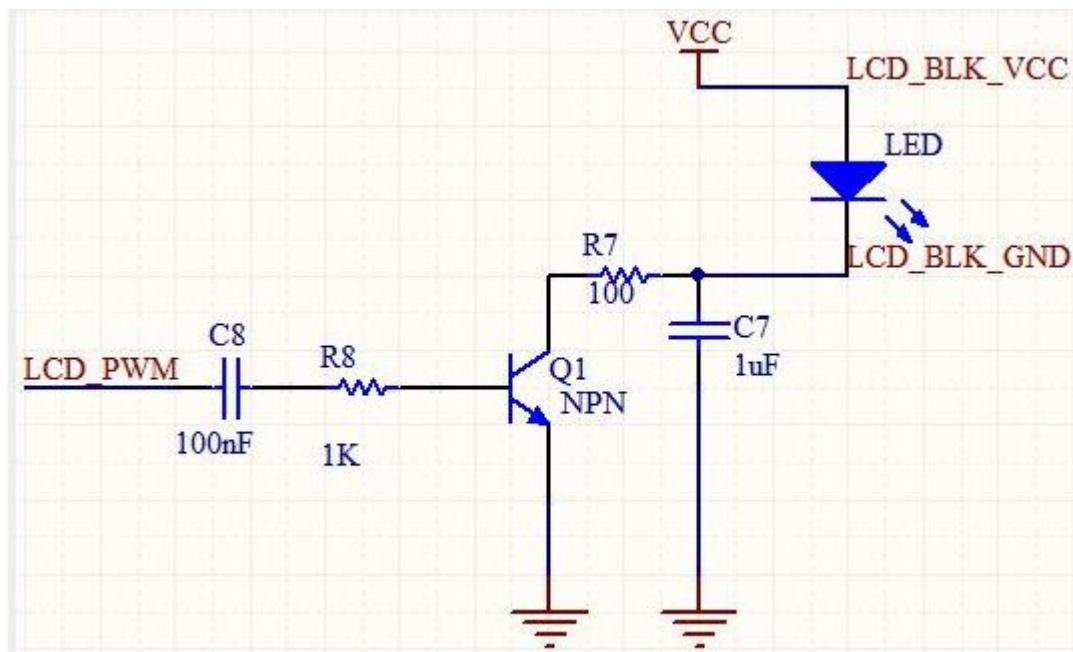 VCC
LCD_BLK_VCC
LED
R7
LCD_BLK_GND
100
C8
C7
R8
LCD_PWM
Q1
1uF
NPN
100nF
1K